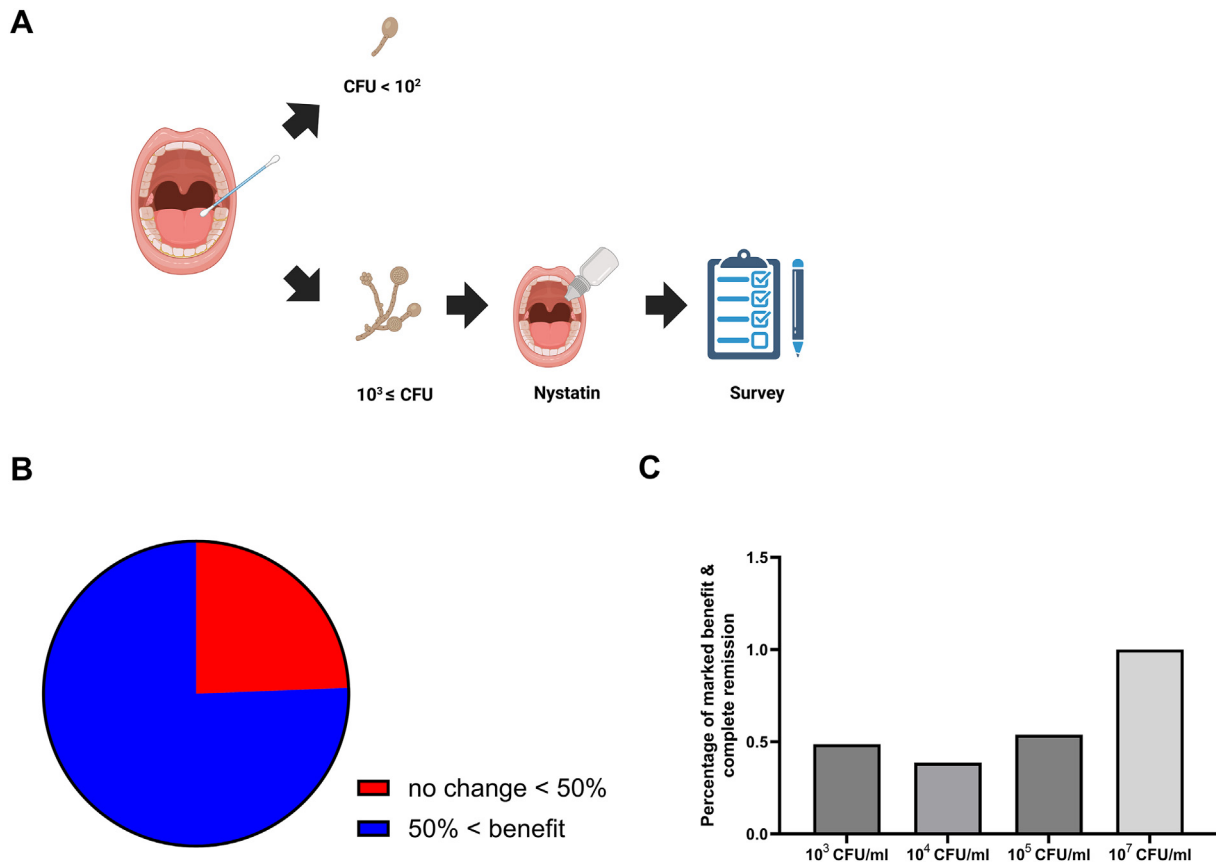 A
CFU < 10²
10³ ≤ CFU
Nystatin
Survey
B
no change < 50%
50% < benefit
C
Percentage of marked benefit &
complete remission
1.5
1.0
0.5
0.0
10³ CFU/ml
10⁴ CFU/ml
10⁵ CFU/ml
10⁷ CFU/ml